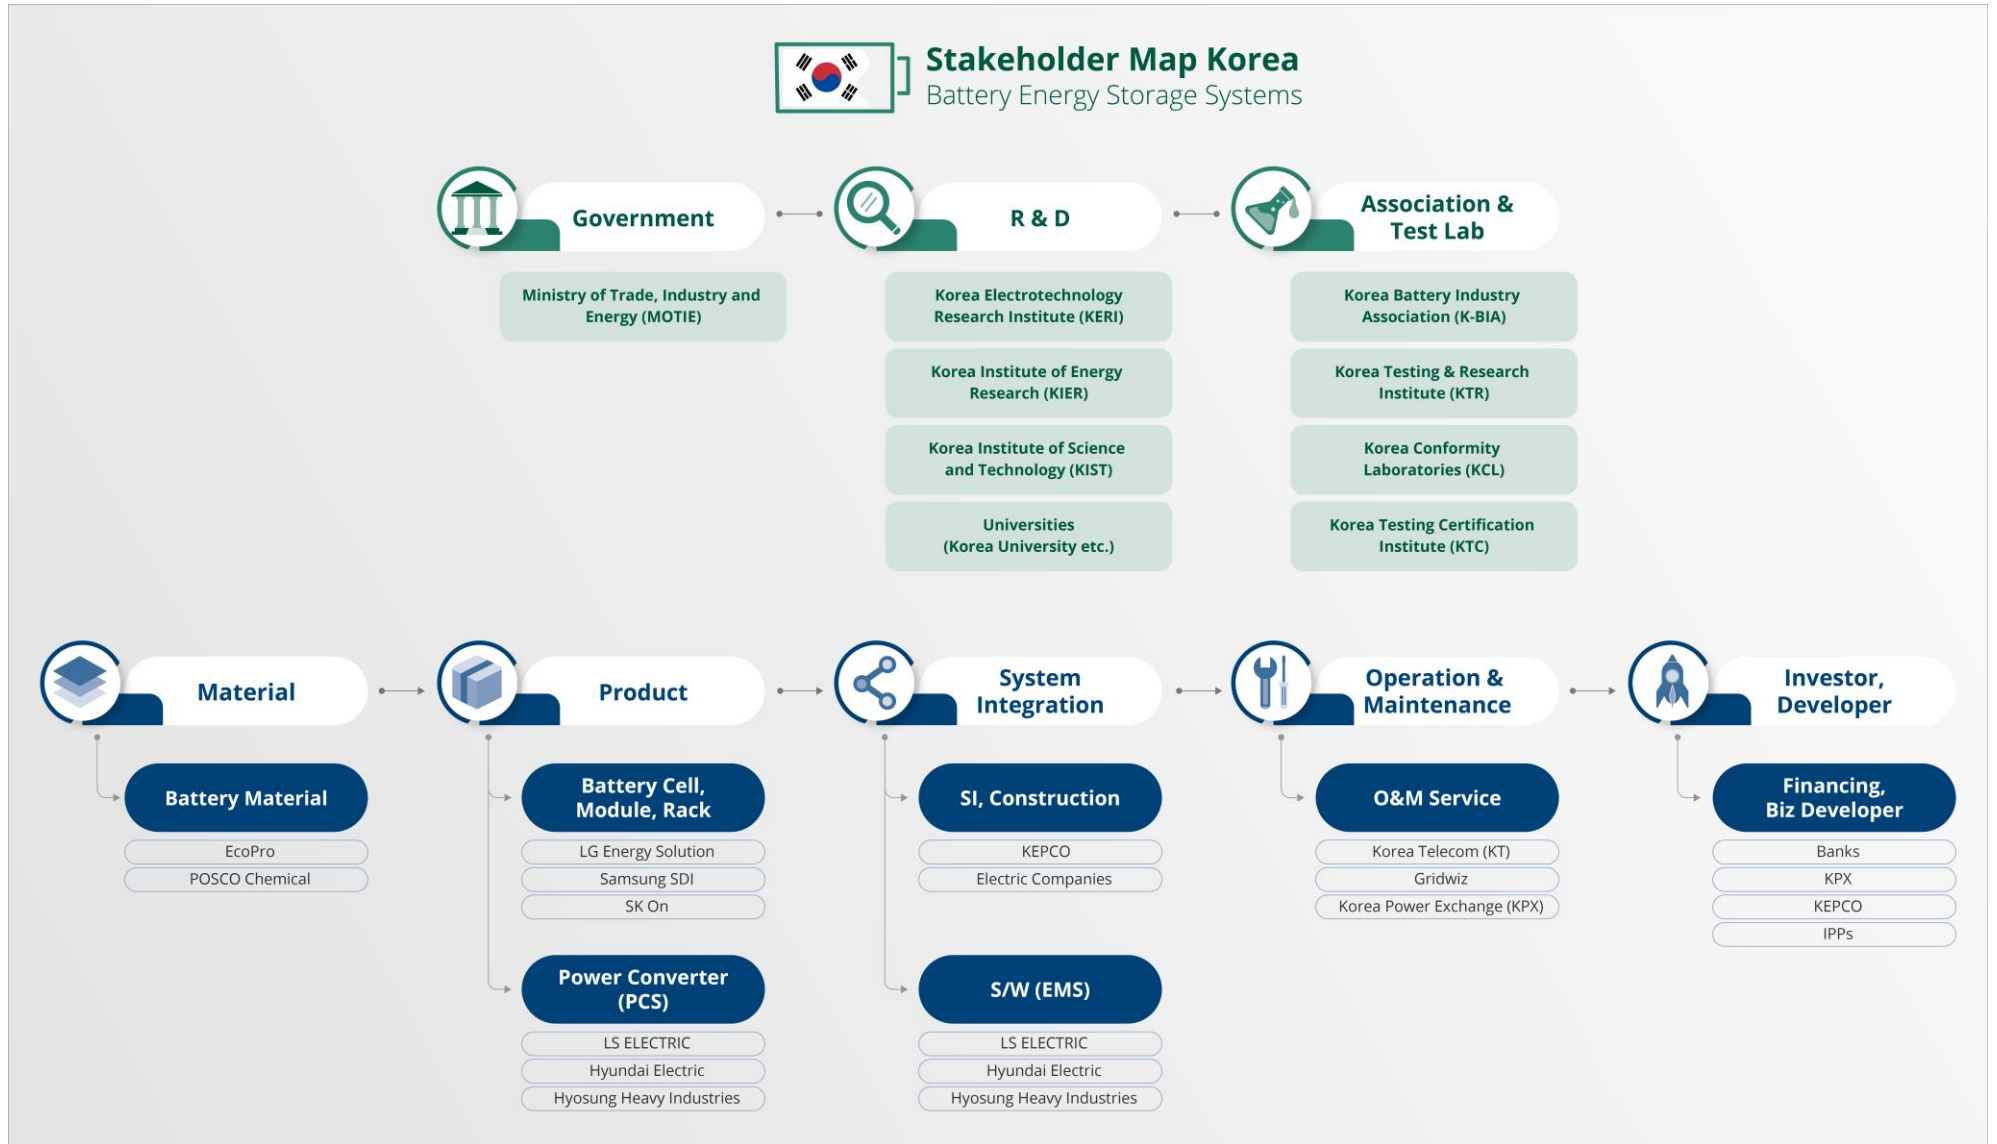 Stakeholder Map Korea
Battery Energy Storage Systems
Government
Ministry of Trade, Industry and
Energy (MOTIE)
R & D
Korea Electrotechnology
Research Institute (KERI)
Korea Institute of Energy
Research (KIER)
Korea Institute of Science
and Technology (KIST)
Universities
(Korea University etc.)
Association &
Test Lab
Korea Battery Industry
Association (K-BIA)
Korea Testing & Research
Institute (KTR)
Korea Conformity
Laboratories (KCL)
Korea Testing Certification
Institute (KTC)
Material
Battery Material
EcoPro
POSCO Chemical
Product
Battery Cell,
Module, Rack
LG Energy Solution
Samsung SDI
SK On
Power Converter
(PCS)
LS ELECTRIC
Hyundai Electric
Hyosung Heavy Industries
System
Integration
SI, Construction
KEPCO
Electric Companies
S/W (EMS)
LS ELECTRIC
Hyundai Electric
Hyosung Heavy Industries
Operation &
Maintenance
O&M Service
Korea Telecom (KT)
Gridwiz
Korea Power Exchange (KPX)
Investor,
Developer
Financing,
Biz Developer
Banks
KPX
KEPCO
IPPs